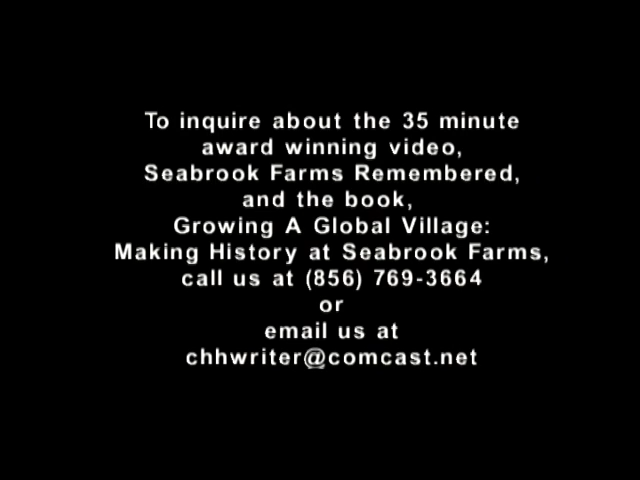 To inquire about the 35 minute
award winning video,
Seabrook Farms Remembered,
and the book,
Growing A Global Village:
Making History at Seabrook Farms,
call us at (856) 769-3664
or
email us at
chhwriter@comcast.net